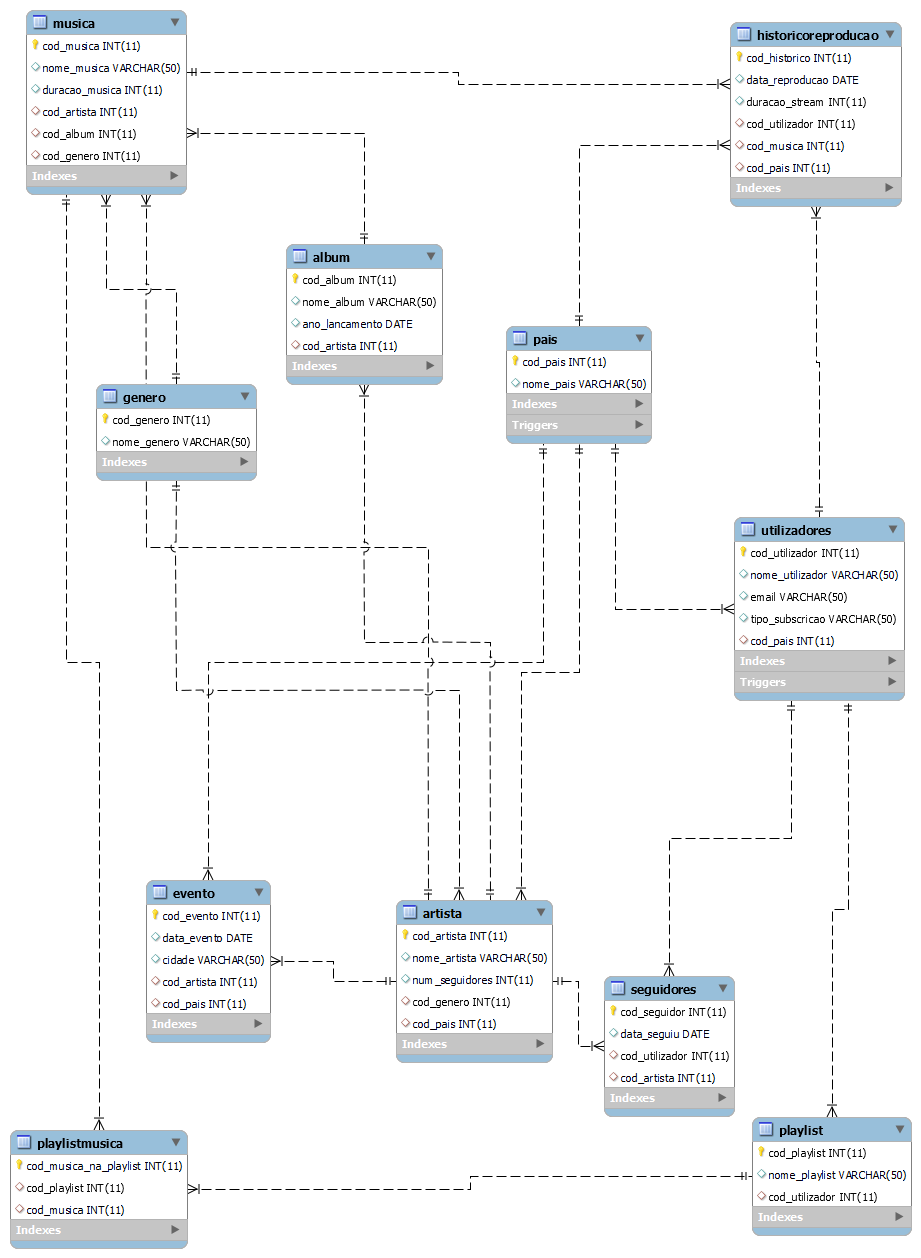 musica
cod_musica INT(11)
nome_musica VARCHAR(50)
duracao_musica INT(11)
cod_artista INT(11)
cod_album INT(11)
cod_genero INT(11)
Indexes
historicoreproducao
cod_historico INT(11)
data_reproducao DATE
duracao_stream INT(11)
cod_utilizador INT(11)
cod_musica INT(11)
cod_pais INT(11)
Indexes
album
cod_album INT(11)
nome_album VARCHAR(50)
ano_lancamento DATE
cod_artista INT(11)
Indexes
pais
cod_pais INT(11)
nome_pais VARCHAR(50)
Indexes
Triggers
genero
cod_genero INT(11)
nome_genero VARCHAR(50)
Indexes
utilizadores
cod_utilizador INT(11)
nome_utilizador VARCHAR(50)
email VARCHAR(50)
tipo_subscricao VARCHAR(50)
cod_pais INT(11)
Indexes
Triggers
evento
cod_evento INT(11)
data_evento DATE
cidade VARCHAR(50)
cod_artista INT(11)
cod_pais INT(11)
Indexes
artista
cod_artista INT(11)
nome_artista VARCHAR(50)
num_seguidores INT(11)
cod_genero INT(11)
cod_pais INT(11)
Indexes
seguidores
cod_seguidor INT(11)
data_seguiu DATE
cod_utilizador INT(11)
cod_artista INT(11)
Indexes
playlistmusica
cod_musica_na_playlist INT(11)
cod_playlist INT(11)
cod_musica INT(11)
Indexes
playlist
cod_playlist INT(11)
nome_playlist VARCHAR(50)
cod_utilizador INT(11)
Indexes